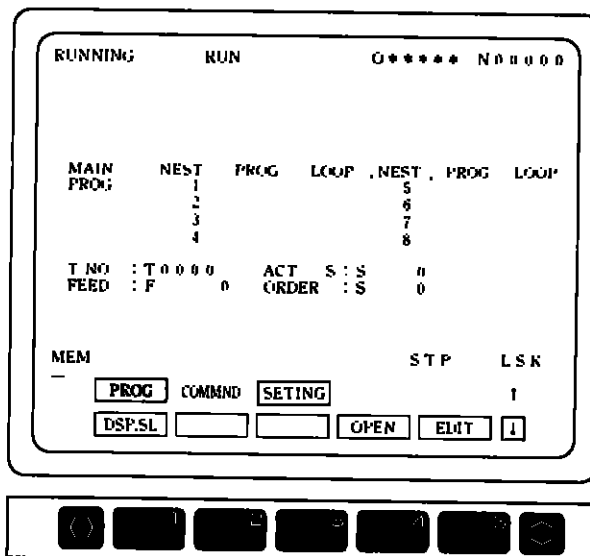 RUNNING RUN O***** N00000
MAIN NEST PROG LOOP NEST PROG LOOP
PROG 1 5
2 6
3 7
4 8
T NO : T0000 ACT S : S 0
FEED : F 0 ORDER : S 0
MEM STP LSK
PROG COMMND SETING ↑
DSP.SL OPEN EDIT ↓